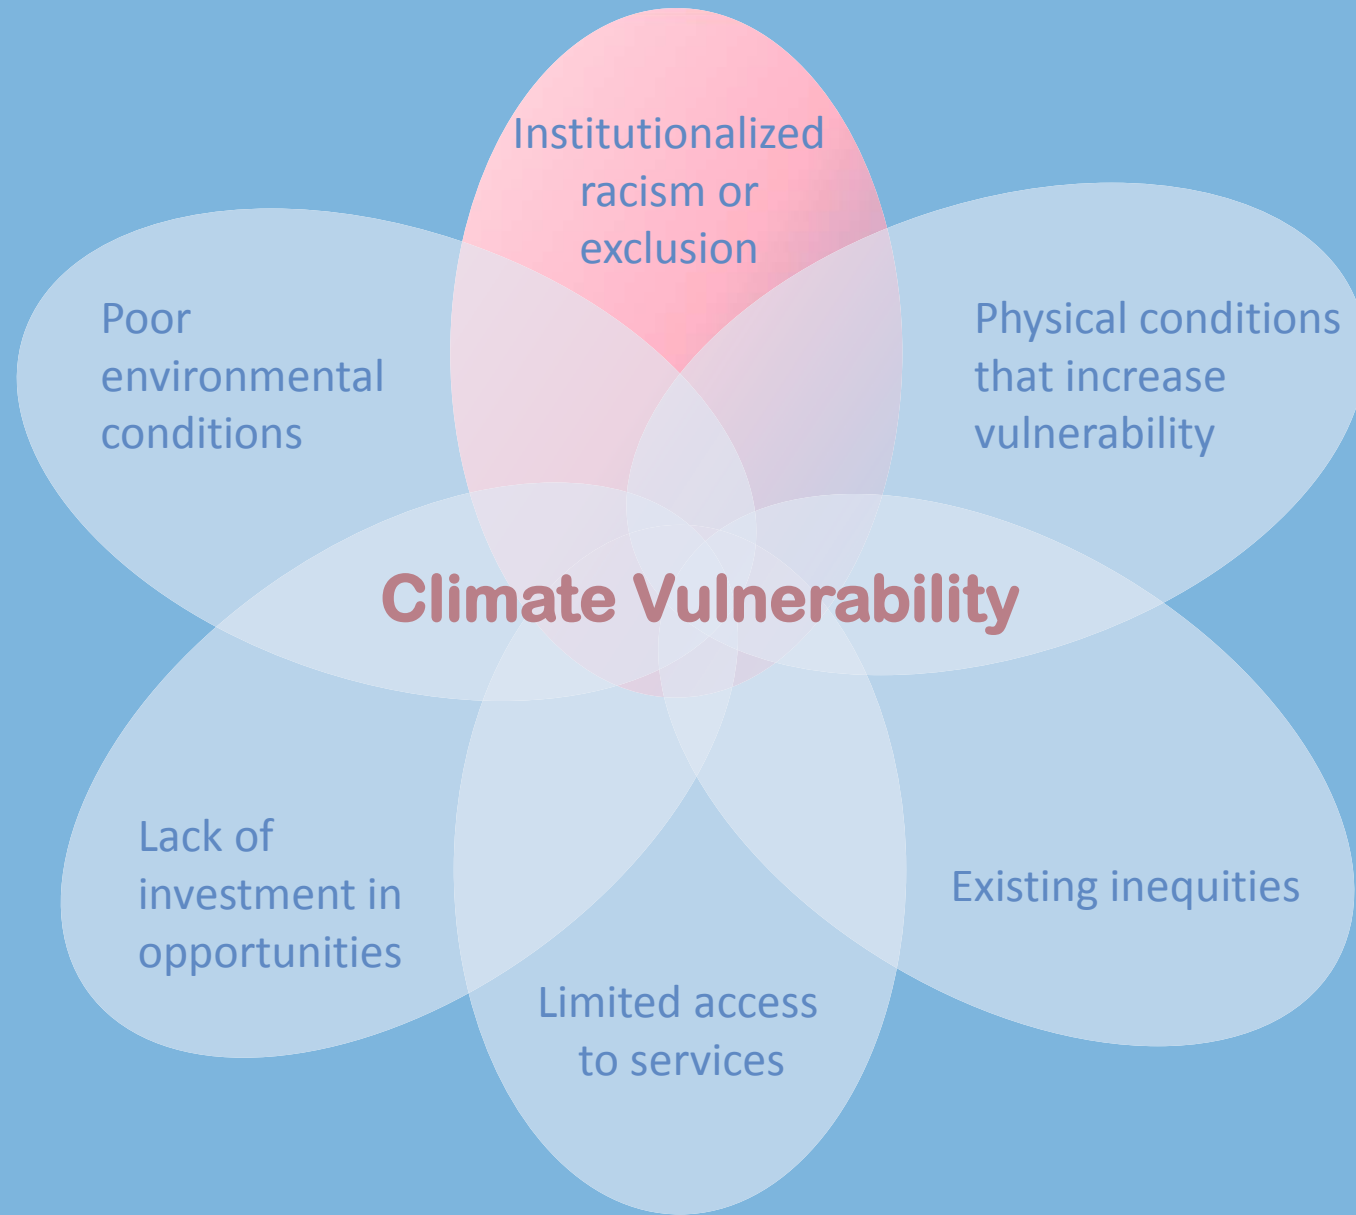 Institutionalized
racism or
exclusion
Poor
environmental
conditions
Physical conditions
that increase
vulnerability
Climate Vulnerability
Lack of
investment in
opportunities
Existing inequities
Limited access
to services